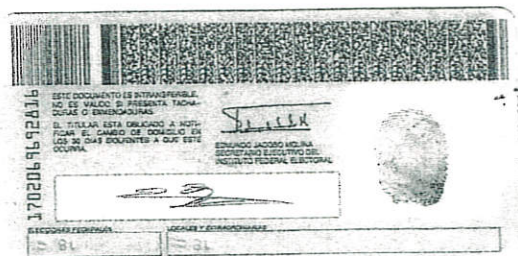 ESTE DOCUMENTO ES INTRANSFERIBLE,
NO ES VALIDO SI PRESENTA TACHA-
DURAS O ENMENDADURAS.
EL TITULAR ESTA OBLIGADO A NOTI-
FICAR EL CAMBIO DE DOMICILIO EN
LOS 30 DIAS SIGUIENTES A QUE ESTE
OCURRA.
EDMUNDO JACOBO MOLINA
SECRETARIO EJECUTIVO DEL
INSTITUTO FEDERAL ELECTORAL
1702069692816
ELECCIONES FEDERALES
LOCALES Y EXTRAORDINARIAS